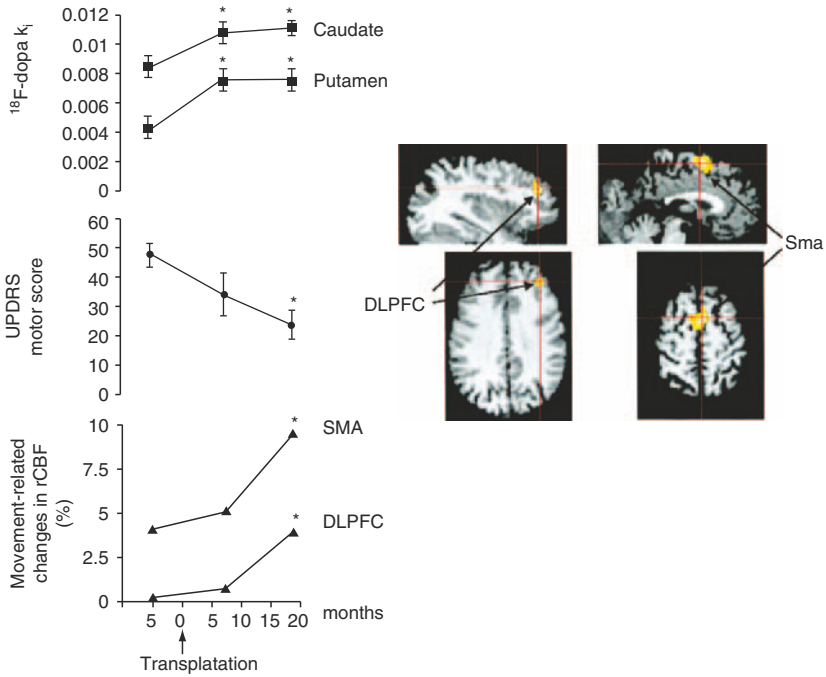 ¹⁸F-dopa kᵢ
0.012
0.01
0.008
0.006
0.004
0.002
0
*
*
Caudate
*
*
Putamen
UPDRS
motor score
60
50
40
30
20
10
0
*
Movement-related
changes in rCBF
(%)
10
7.5
5
2.5
0
*
SMA
*
DLPFC
5 0 5 10 15 20 months
Transplatation
DLPFC
Sma